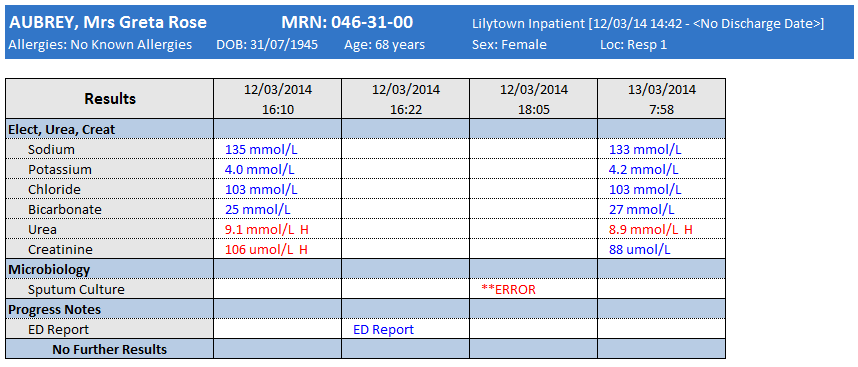 AUBREY, Mrs Greta Rose MRN: 046-31-00 Lilytown Inpatient [12/03/14 14:42 - <No Discharge Date>]
Allergies: No Known Allergies DOB: 31/07/1945 Age: 68 years Sex: Female Loc: Resp 1
Results 12/03/2014 16:10 12/03/2014 16:22 12/03/2014 18:05 13/03/2014 7:58
Elect, Urea, Creat
Sodium 135 mmol/L 133 mmol/L
Potassium 4.0 mmol/L 4.2 mmol/L
Chloride 103 mmol/L 103 mmol/L
Bicarbonate 25 mmol/L 27 mmol/L
Urea 9.1 mmol/L H 8.9 mmol/L H
Creatinine 106 umol/L H 88 umol/L
Microbiology
Sputum Culture **ERROR
Progress Notes
ED Report ED Report
No Further Results